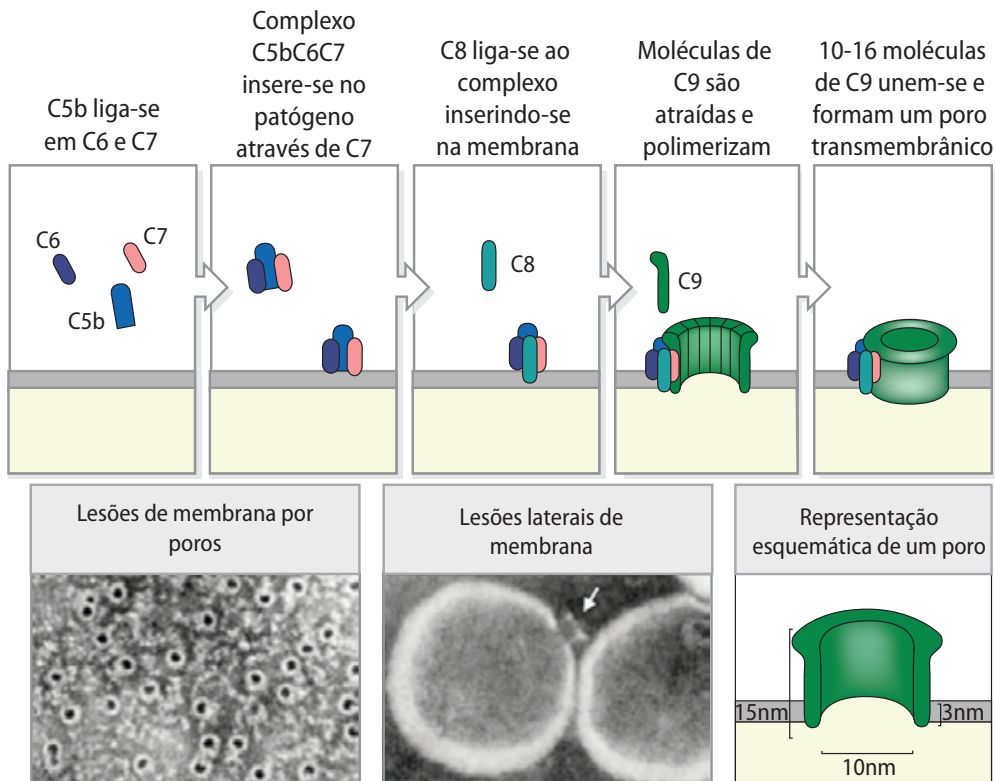 C5b liga-se
em C6 e C7
Complexo
C5bC6C7
insere-se no
patógeno
através de C7
C8 liga-se ao
complexo
inserindo-se
na membrana
Moléculas de
C9 são
atraídas e
polimerizam
10-16 moléculas
de C9 unem-se e
formam um poro
transmembrânico
C6
C7
C5b
C8
C9
Lesões de membrana por
poros
Lesões laterais de
membrana
Representação
esquemática de um poro
15nm
3nm
10nm